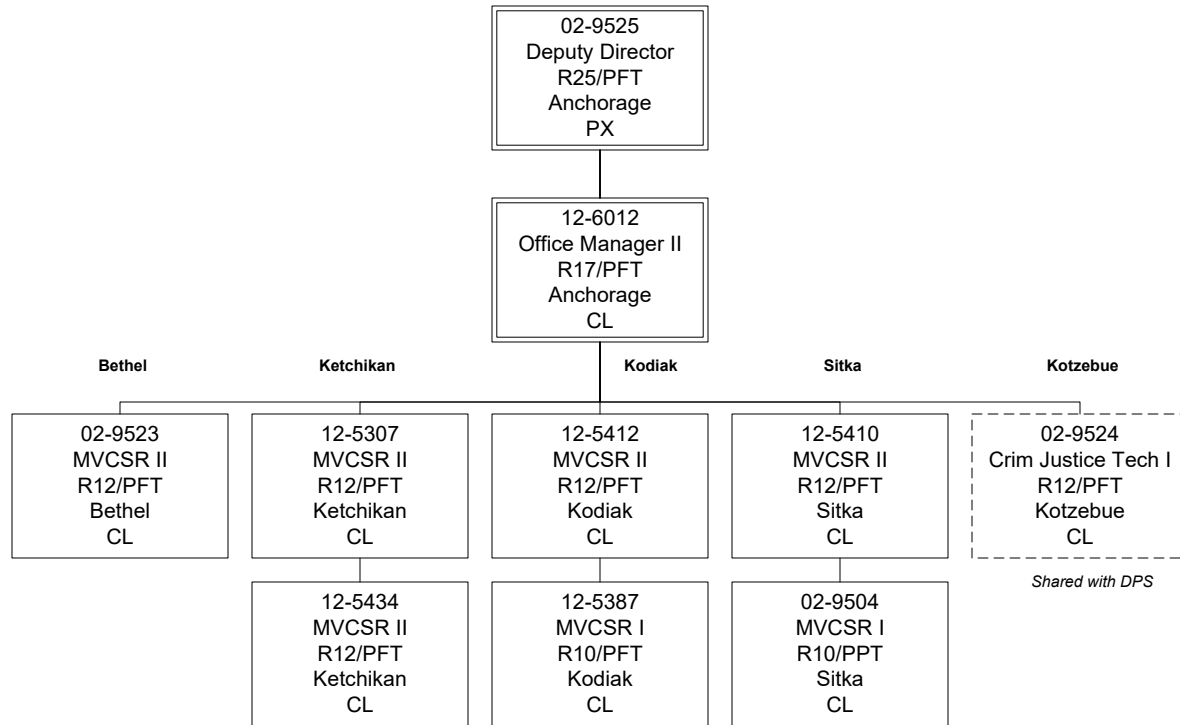 02-9525
Deputy Director
R25/PFT
Anchorage
PX
12-6012
Office Manager II
R17/PFT
Anchorage
CL
Bethel
Ketchikan
Kodiak
Sitka
Kotzebue
02-9523
MVCSR II
R12/PFT
Bethel
CL
12-5307
MVCSR II
R12/PFT
Ketchikan
CL
12-5412
MVCSR II
R12/PFT
Kodiak
CL
12-5410
MVCSR II
R12/PFT
Sitka
CL
02-9524
Crim Justice Tech I
R12/PFT
Kotzebue
CL
Shared with DPS
12-5434
MVCSR II
R12/PFT
Ketchikan
CL
12-5387
MVCSR I
R10/PFT
Kodiak
CL
02-9504
MVCSR I
R10/PPT
Sitka
CL